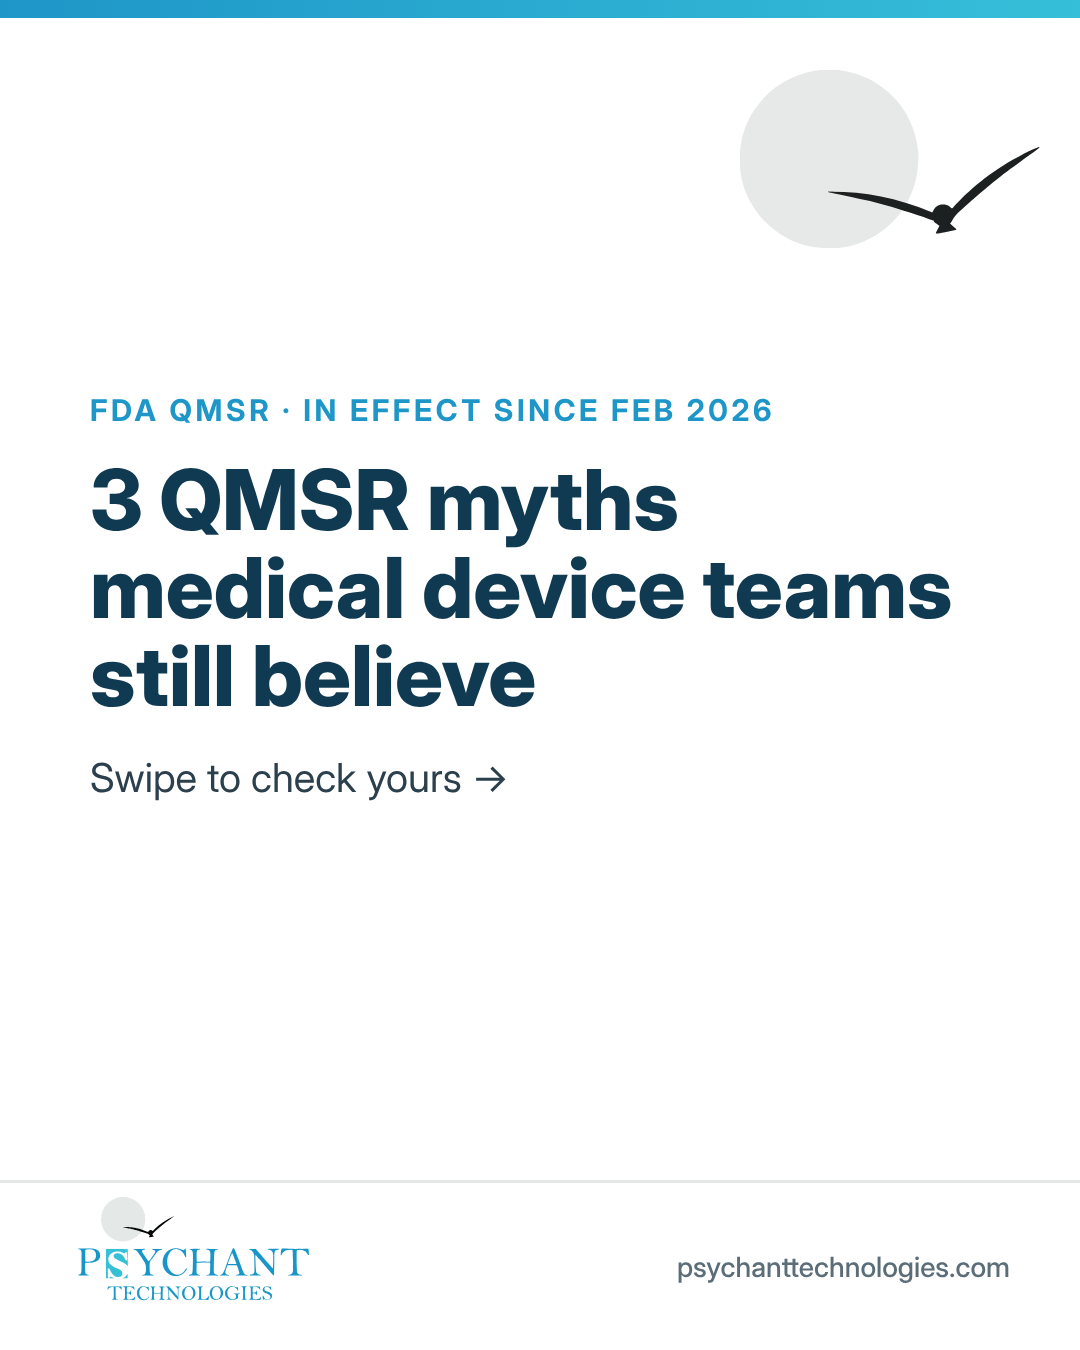 FDA QMSR · IN EFFECT SINCE FEB 2026
3 QMSR myths
medical device teams
still believe
Swipe to check yours →
PSYCHANT
TECHNOLOGIES
psychanttechnologies.com